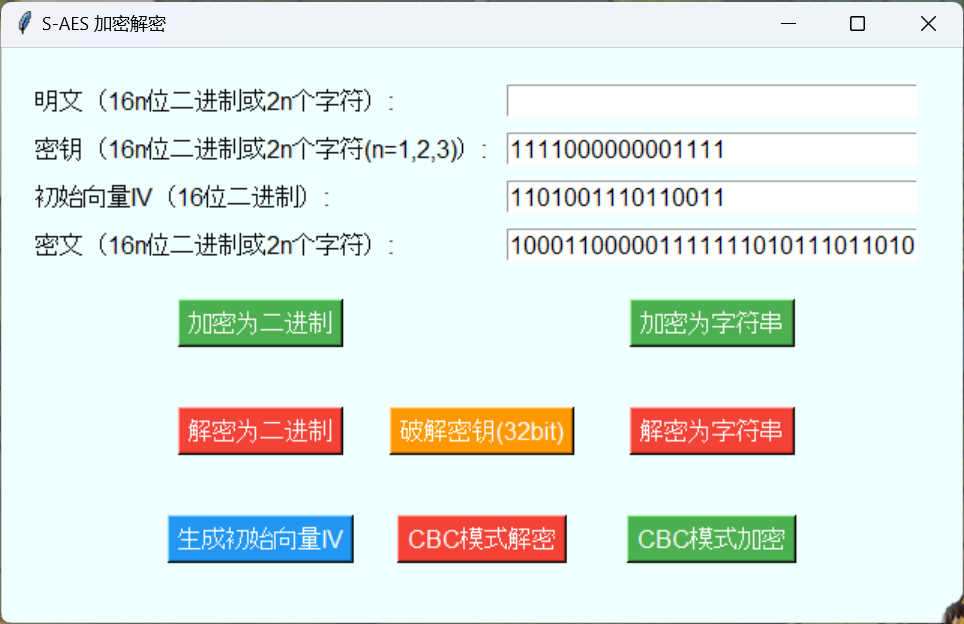 S-AES 加密解密
明文（16n位二进制或2n个字符）:
密钥（16n位二进制或2n个字符(n=1,2,3)）: 1111000000001111
初始向量IV（16位二进制）: 1101001110110011
密文（16n位二进制或2n个字符）: 10001100000111111110101110110​10
加密为二进制 加密为字符串
解密为二进制 破解密钥(32bit) 解密为字符串
生成初始向量IV CBC模式解密 CBC模式加密